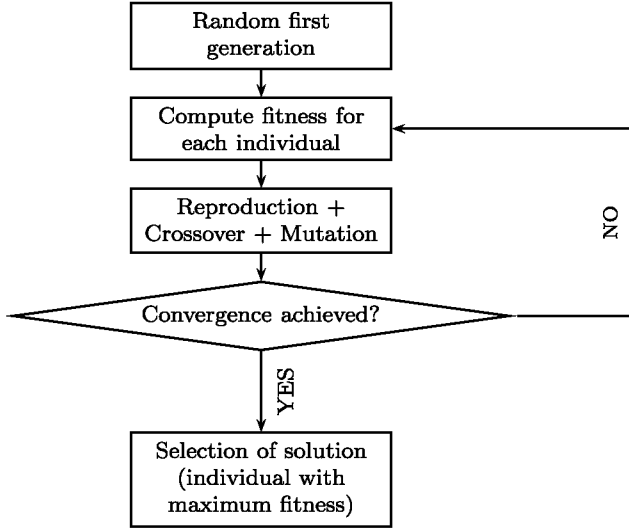 Random first
generation
Compute fitness for
each individual
Reproduction +
Crossover + Mutation
NO
Convergence achieved?
YES
Selection of solution
(individual with
maximum fitness)